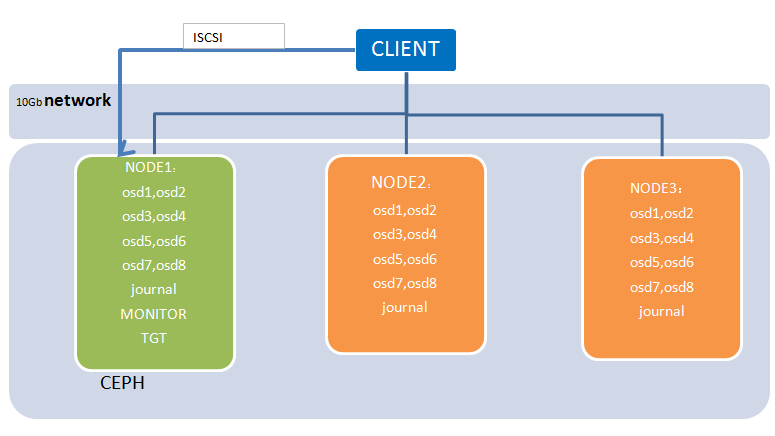 ISCSI
CLIENT
10Gb network
NODE1：
osd1,osd2
osd3,osd4
osd5,osd6
osd7,osd8
journal
MONITOR
TGT
NODE2：
osd1,osd2
osd3,osd4
osd5,osd6
osd7,osd8
journal
NODE3：
osd1,osd2
osd3,osd4
osd5,osd6
osd7,osd8
journal
CEPH